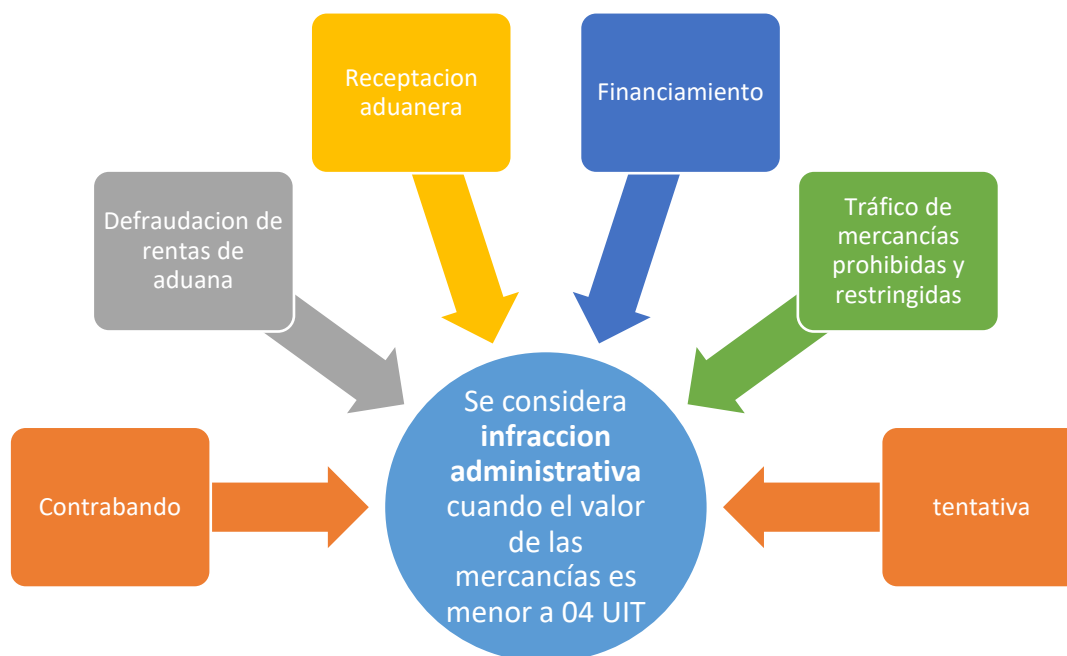 Receptacion
aduanera
Financiamiento
Defraudacion de
rentas de
aduana
Tráfico de
mercancías
prohibidas y
restringidas
Contrabando
Se considera
infraccion
administrativa
cuando el valor
de las
mercancías es
menor a 04 UIT
tentativa